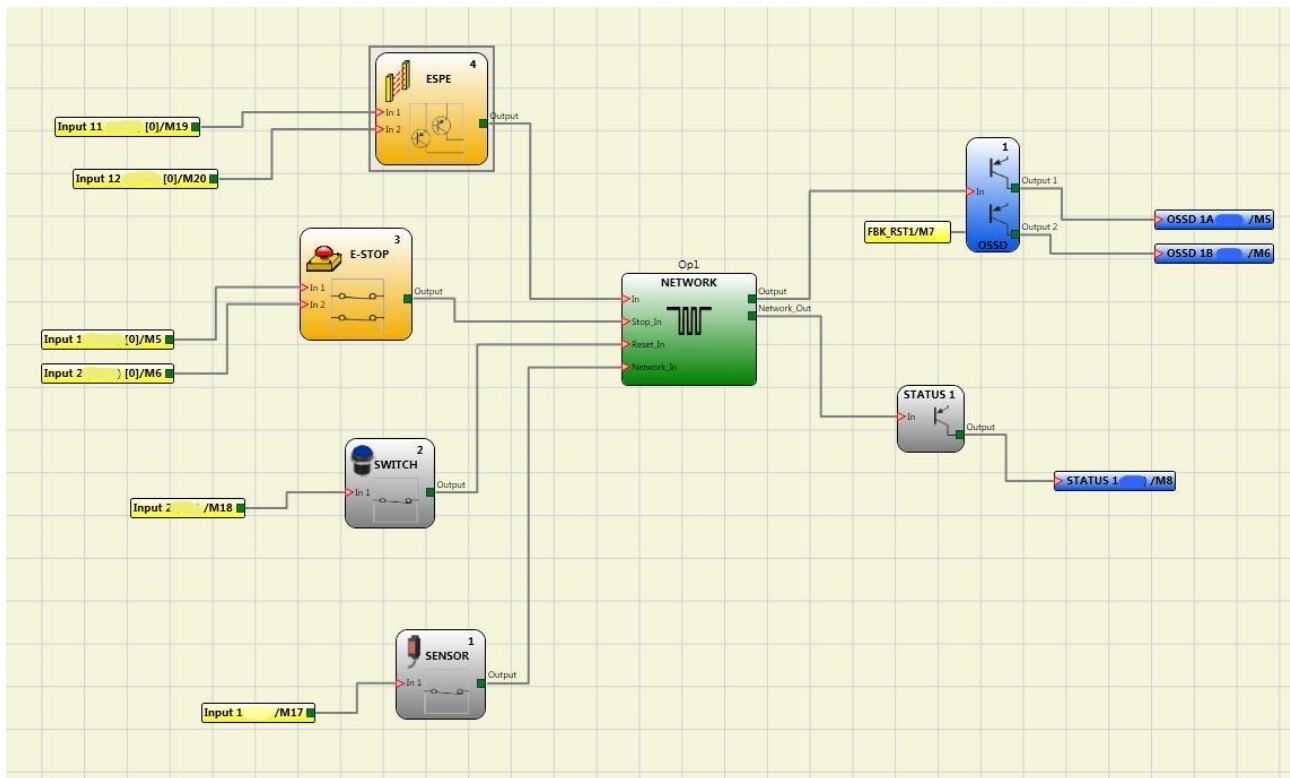 4
ESPE
In 1
In 2
Output
Input 11 [0]/M19
Input 12 [0]/M20
3
E-STOP
In 1
In 2
Output
Input 1 [0]/M5
Input 2 ) [0]/M6
2
SWITCH
In 1
Output
Input 2 /M18
1
SENSOR
In 1
Output
Input 1 /M17
Op1
NETWORK
In
Stop_In
Reset_In
Network_In
Output
Network_Out
1
In
OSSD
Output 1
Output 2
FBK_RST1/M7
OSSD 1A /M5
OSSD 1B /M6
STATUS 1
In
Output
STATUS 1 ) /M8